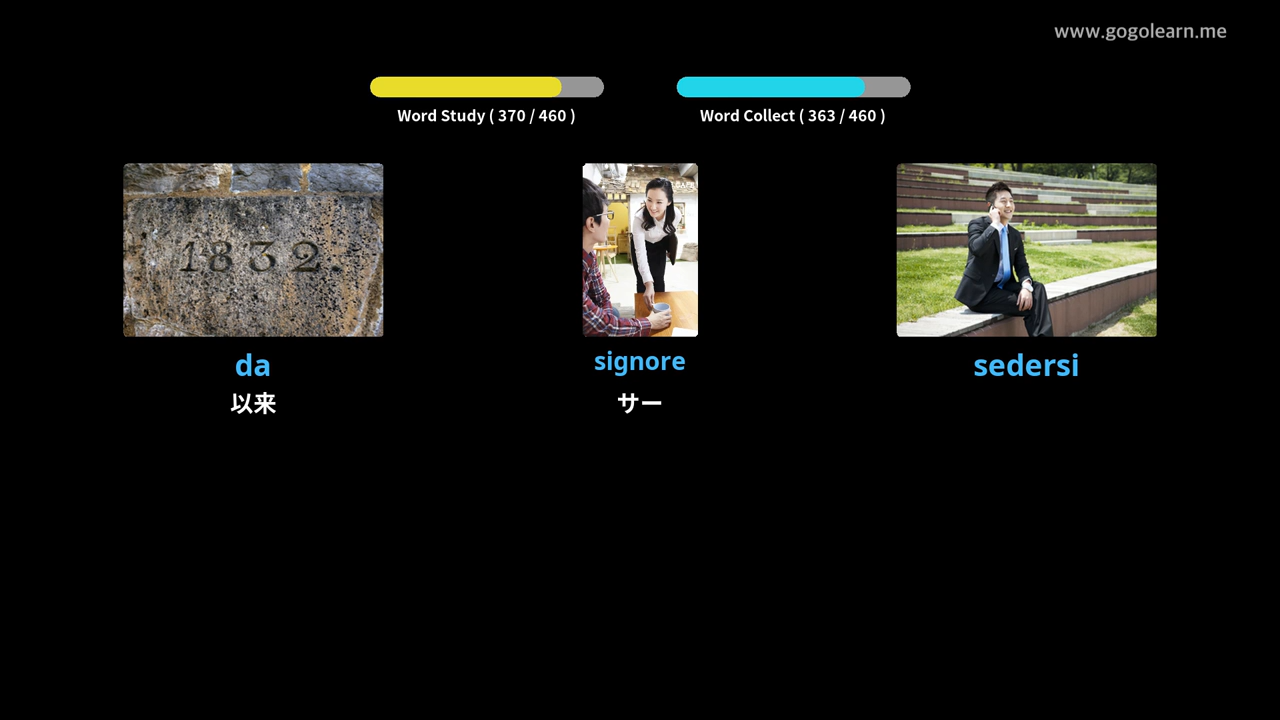 www.gogolearn.me
Word Study ( 370 / 460 )
Word Collect ( 363 / 460 )
1832.
da
以来
signore
サー
sedersi